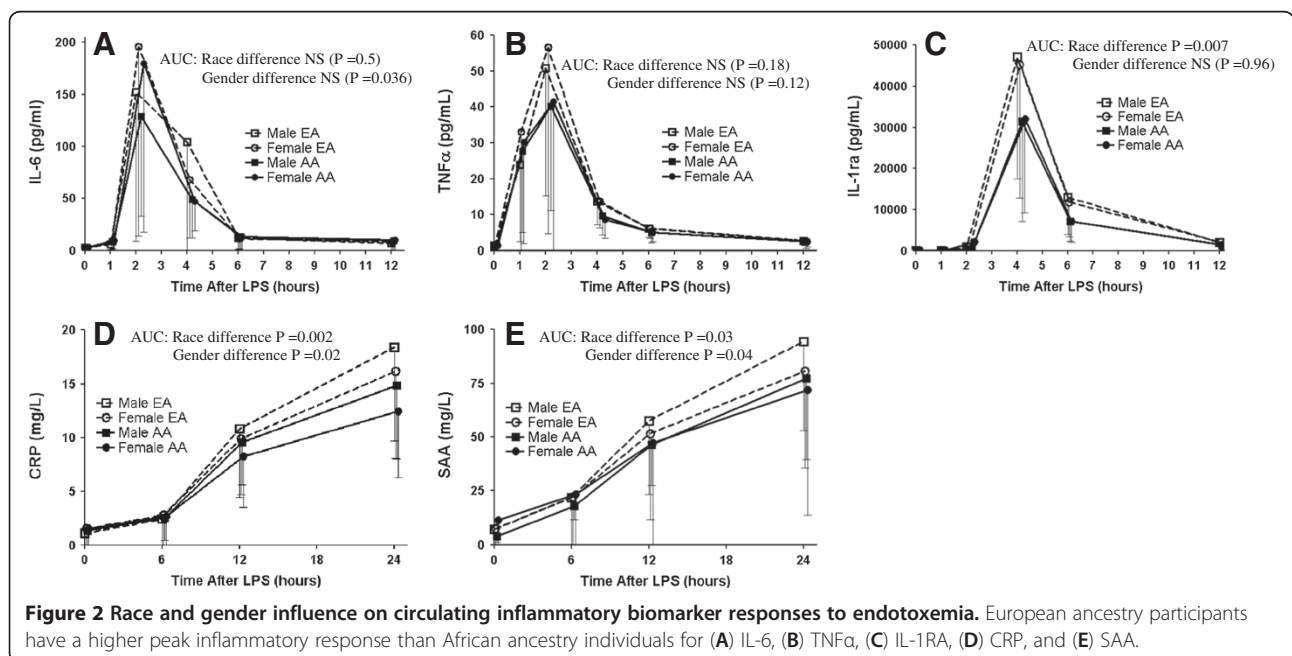 A
AUC: Race difference NS (P =0.5)
Gender difference NS (P =0.036)
IL-6 (pg/ml)
200
150
100
50
0
Male EA
Female EA
Male AA
Female AA
0 1 2 3 4 5 6 7 8 9 10 11 12
Time After LPS (hours)
B
AUC: Race difference NS (P =0.18)
Gender difference NS (P =0.12)
TNFα (pg/mL)
60
50
40
30
20
10
0
Male EA
Female EA
Male AA
Female AA
0 1 2 3 4 5 6 7 8 9 10 11 12
Time After LPS (hours)
C
AUC: Race difference P =0.007
Gender difference NS (P =0.96)
IL-1ra (pg/mL)
50000
40000
30000
20000
10000
0
Male EA
Female EA
Male AA
Female AA
0 1 2 3 4 5 6 7 8 9 10 11 12
Time After LPS (hours)
D
AUC: Race difference P =0.002
Gender difference P =0.02
CRP (mg/L)
20
15
10
5
0
Male EA
Female EA
Male AA
Female AA
0 6 12 18 24
Time After LPS (hours)
E
AUC: Race difference P =0.03
Gender difference P =0.04
SAA (mg/L)
100
75
50
25
0
Male EA
Female EA
Male AA
Female AA
0 6 12 18 24
Time After LPS (hours)
Figure 2 Race and gender influence on circulating inflammatory biomarker responses to endotoxemia. European ancestry participants
have a higher peak inflammatory response than African ancestry individuals for (A) IL-6, (B) TNFα, (C) IL-1RA, (D) CRP, and (E) SAA.